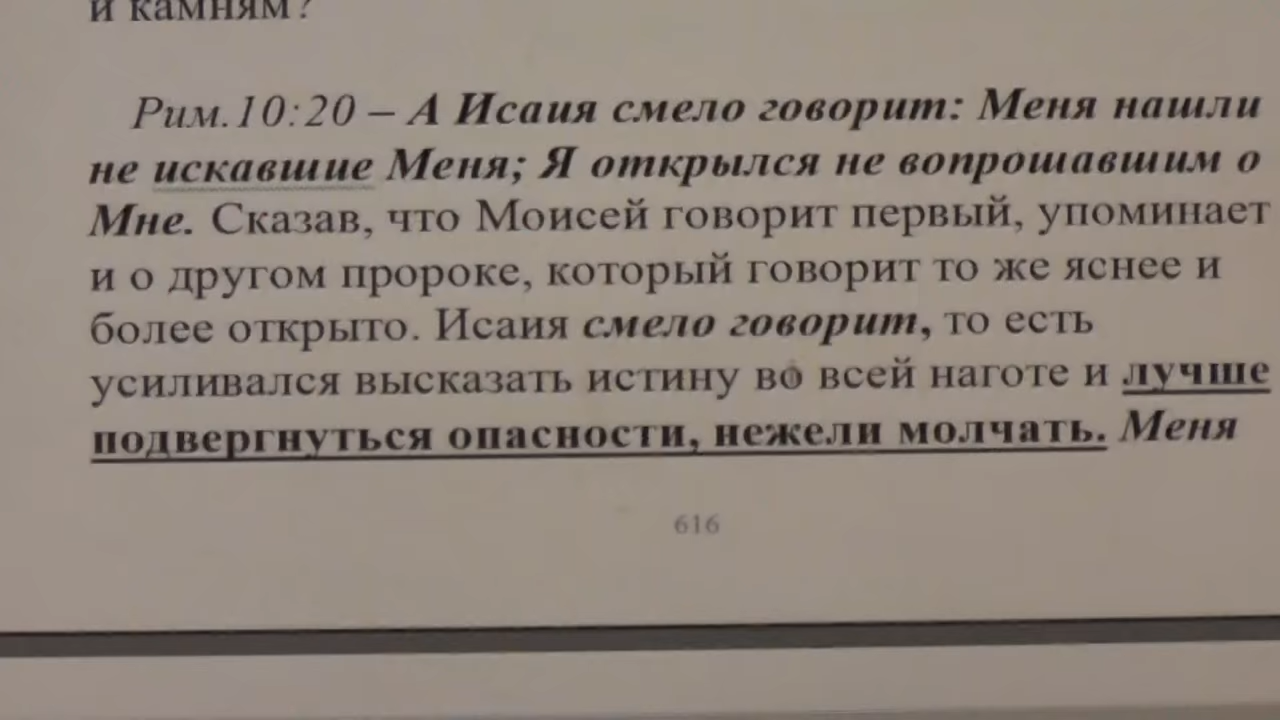 и камням?
Рим.10:20 – А Исаия смело говорит: Меня нашли
не искавшие Меня; Я открылся не вопрошавшим о
Мне. Сказав, что Моисей говорит первый, упоминает
и о другом пророке, который говорит то же яснее и
более открыто. Исаия смело говорит, то есть
усиливался высказать истину во всей наготе и лучше
подвергнуться опасности, нежели молчать. Меня
616